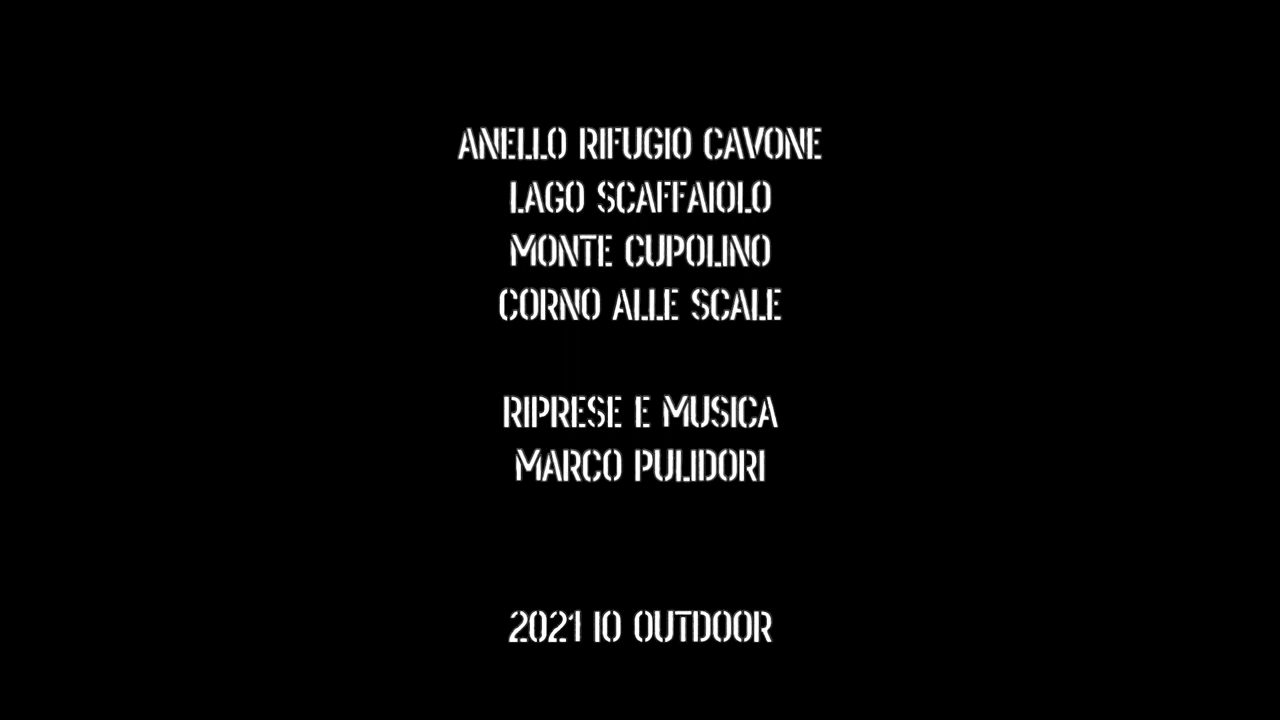 ANELLO RIFUGIO CAVONE
LAGO SCAFFAIOLO
MONTE CUPOLINO
CORNO ALLE SCALE
RIPRESE E MUSICA
MARCO PULIDORI
2021 IO OUTDOOR